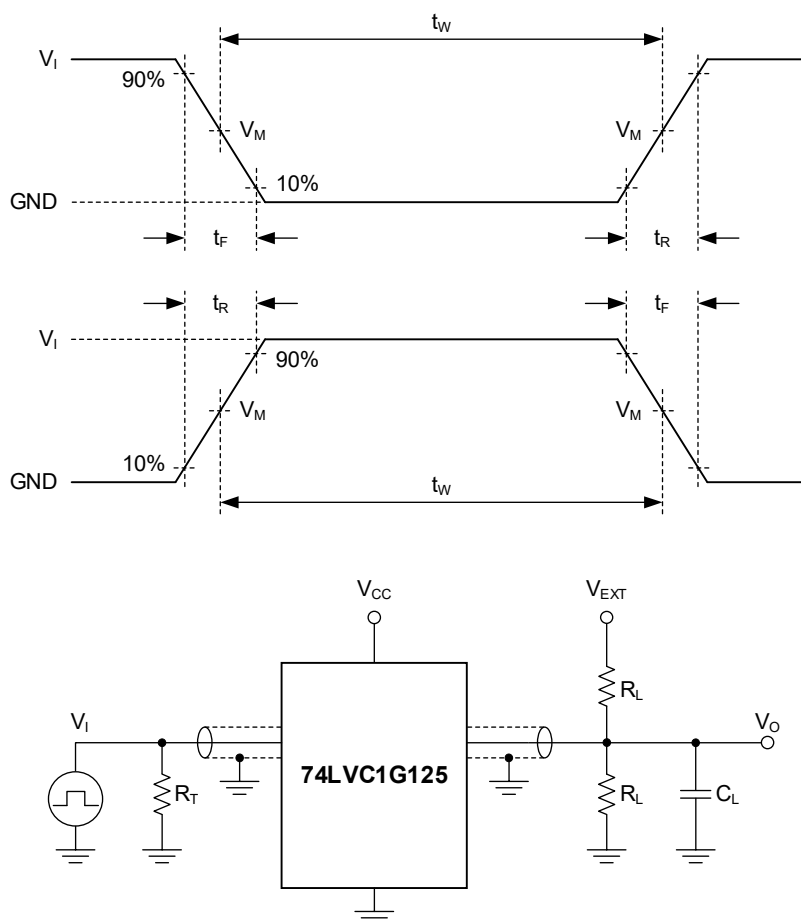 t_W
V_I
90%
V_M
V_M
10%
GND
t_F
t_R
t_R
t_F
V_I
90%
V_M
V_M
10%
GND
t_W
V_CC
V_EXT
R_L
V_I
V_O
74LVC1G125
R_T
R_L
C_L